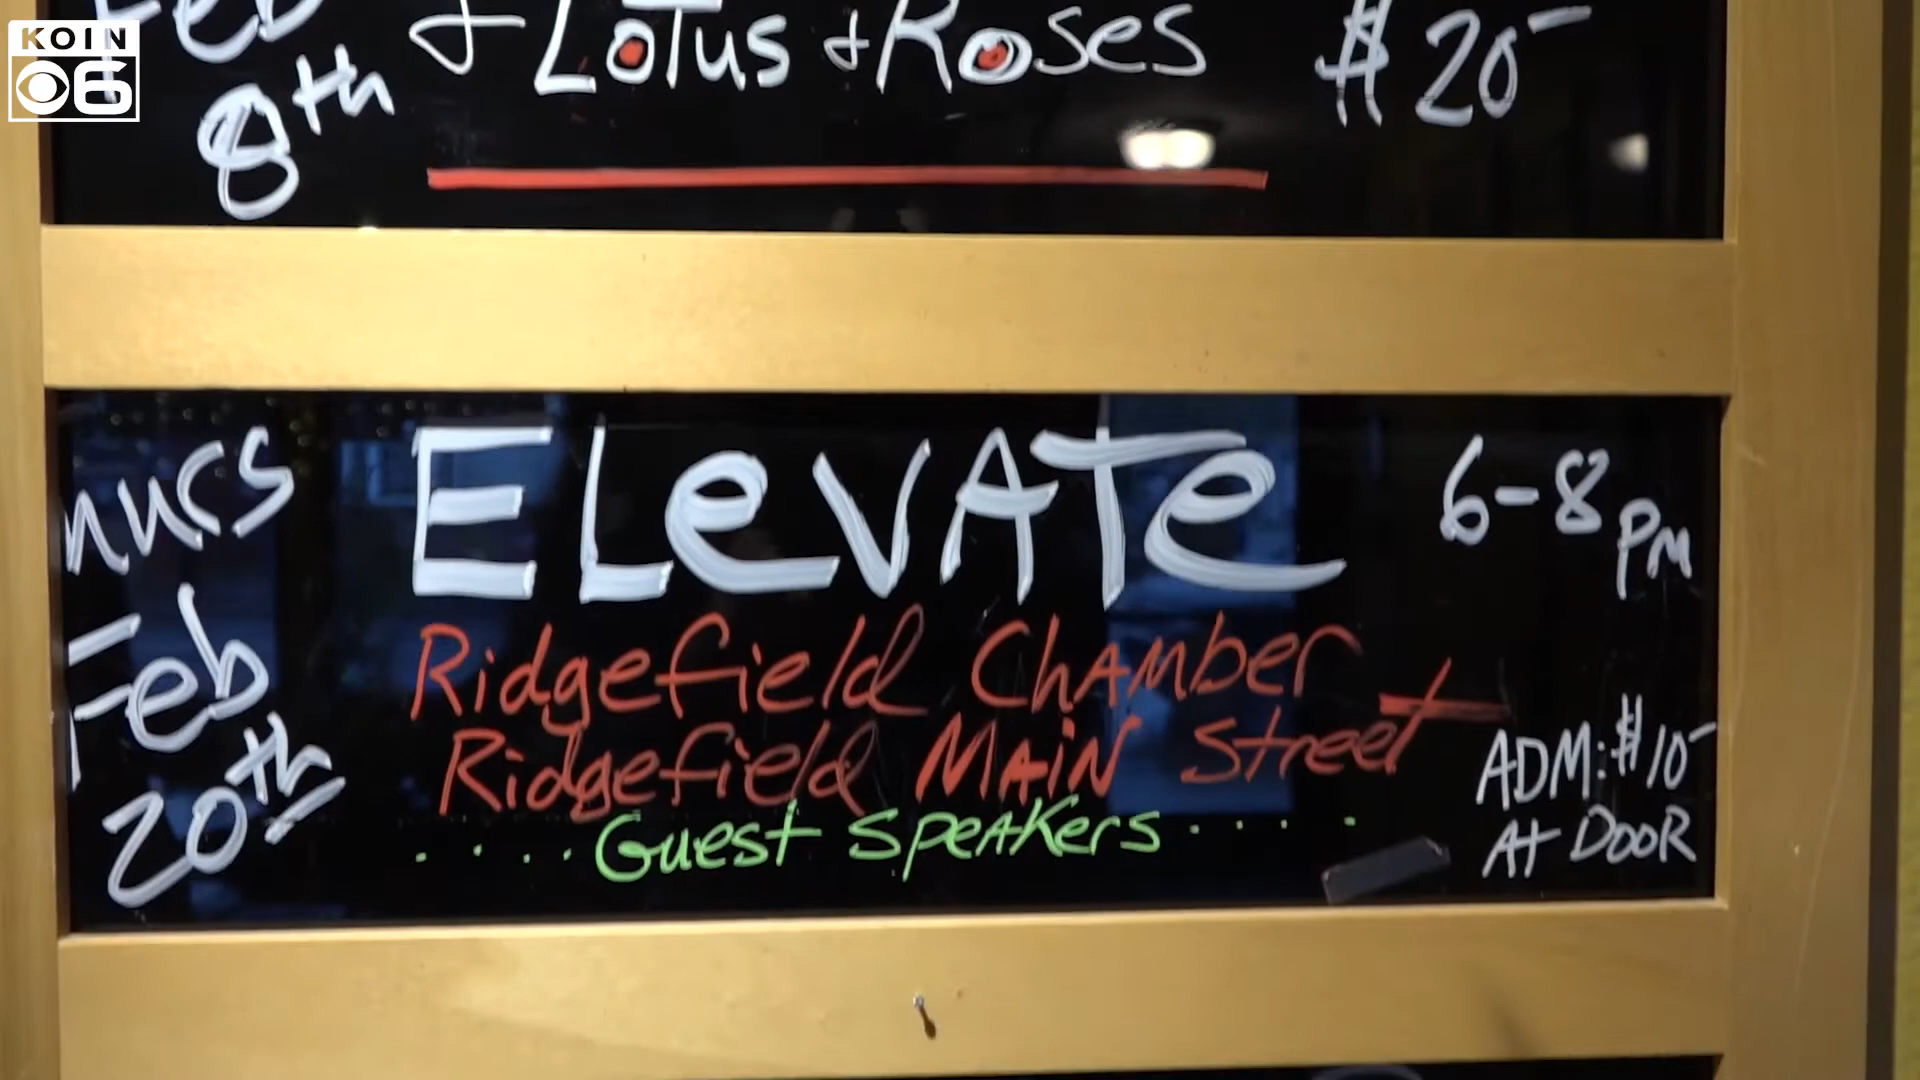 KOIN
6
Feb
8th
+ Lotus + Roses
$20-
Feb
20th
ELeVATe
Ridgefield Chamber +
Ridgefield Main Street
....Guest Speakers....
6-8 pm
ADM: $10-
At DOOR